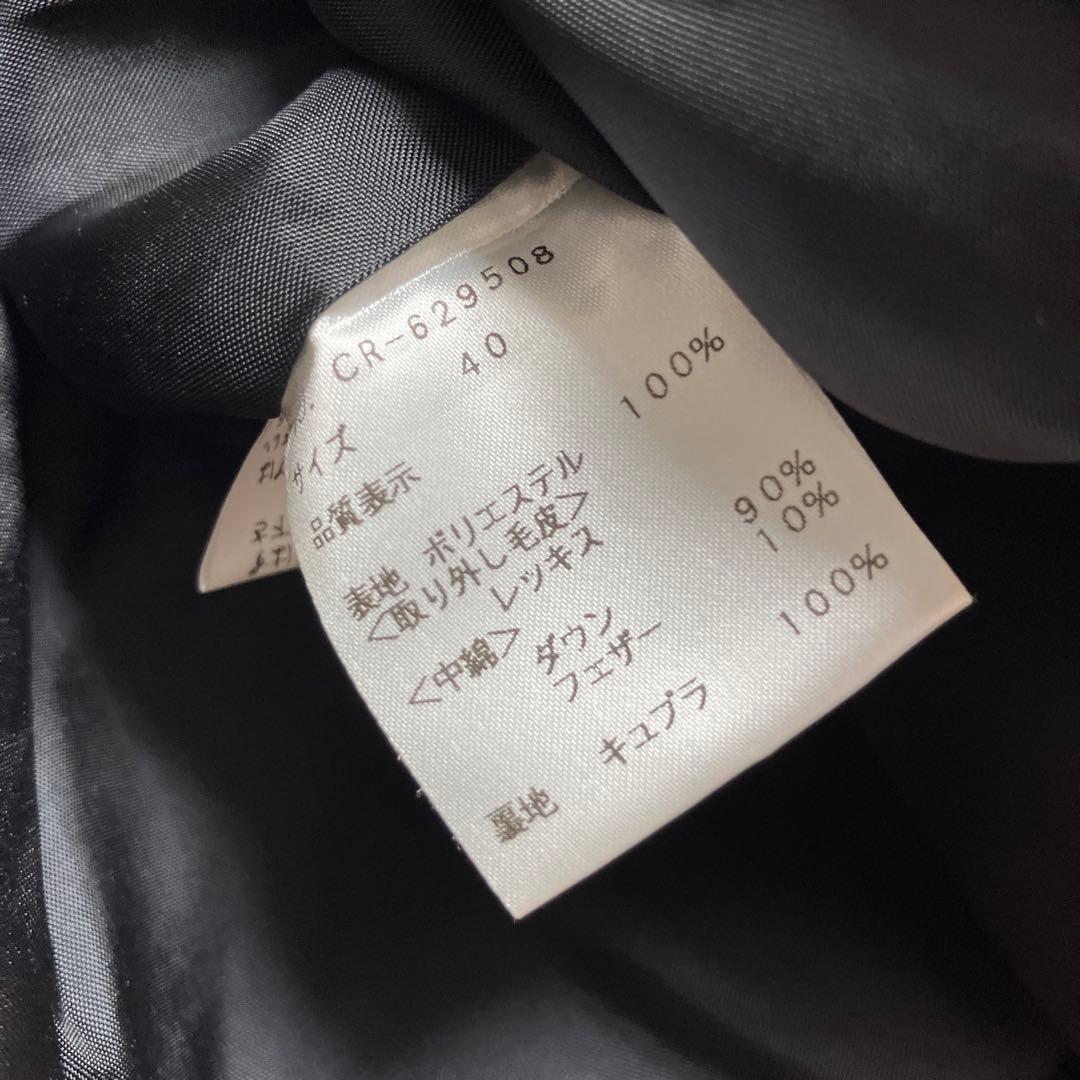 CR-629508
サイズ 40
品質表示
表地 ポリエステル 100%
<取り外し毛皮>
レッキス
<中綿> ダウン 90%
フェザー 10%
裏地 キュプラ 100%